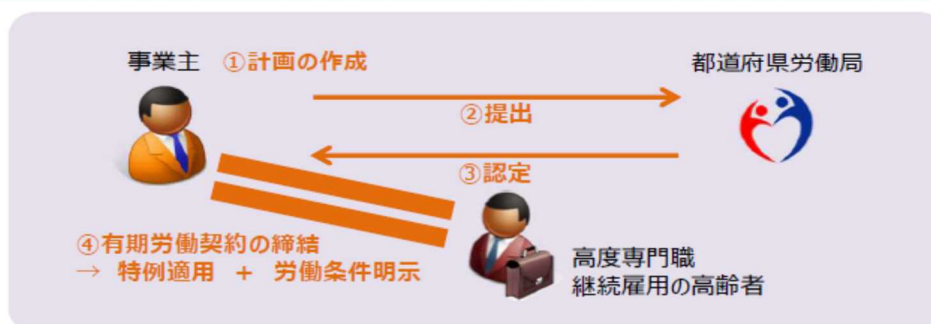 事業主 ①計画の作成
都道府県労働局
②提出
③認定
④有期労働契約の締結
→ 特例適用 + 労働条件明示
高度専門職
継続雇用の高齢者